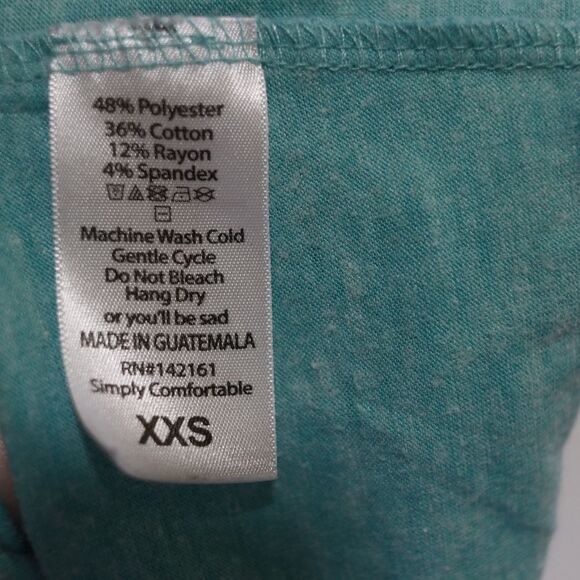 48% Polyester
36% Cotton
12% Rayon
4% Spandex
Machine Wash Cold
Gentle Cycle
Do Not Bleach
Hang Dry
or you'll be sad
MADE IN GUATEMALA
RN#142161
Simply Comfortable
XXS